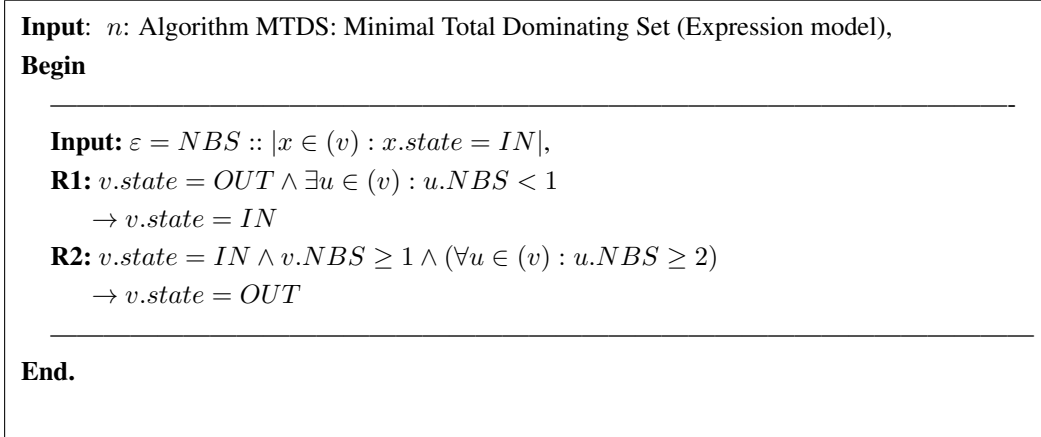 Input: n: Algorithm MTDS: Minimal Total Dominating Set (Expression model),
Begin
Input: ε = NBS :: |x ∈ (v) : x.state = IN|,
R1: v.state = OUT ∧ ∃u ∈ (v) : u.NBS < 1
→ v.state = IN
R2: v.state = IN ∧ v.NBS ≥ 1 ∧ (∀u ∈ (v) : u.NBS ≥ 2)
→ v.state = OUT
End.